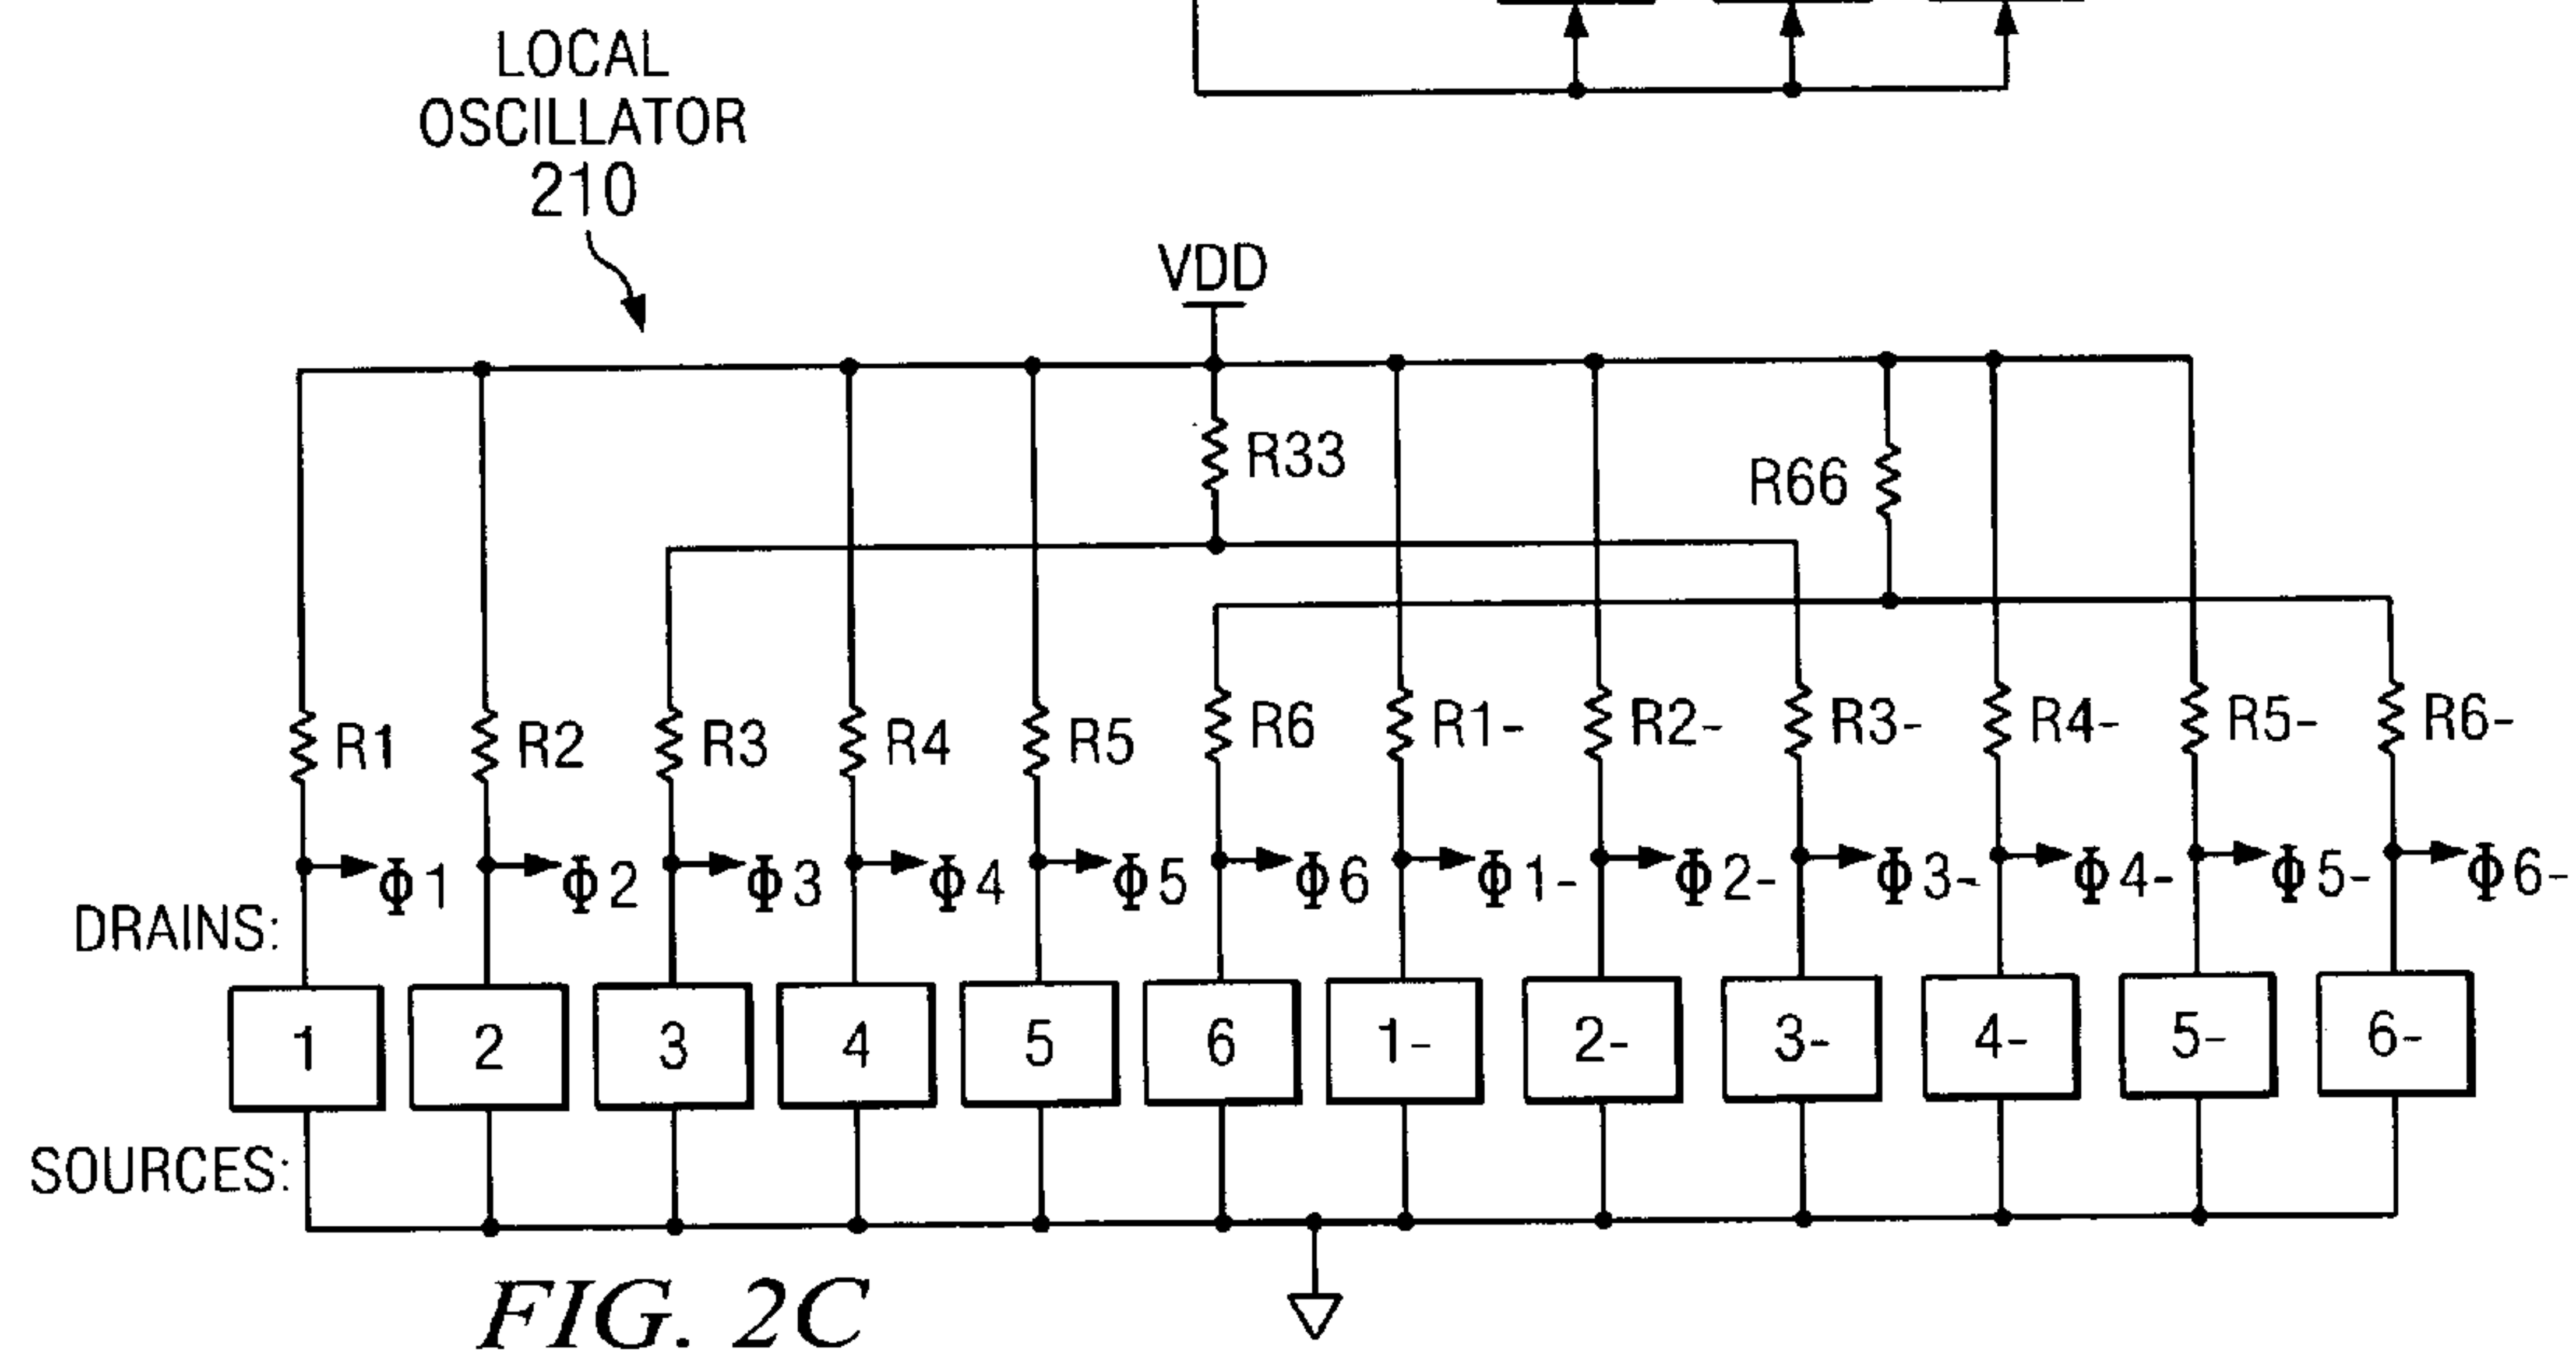 LOCAL
OSCILLATOR
210
VDD
R33
R66
R1 R2 R3 R4 R5 R6 R1- R2- R3- R4- R5- R6-
Φ1 Φ2 Φ3 Φ4 Φ5 Φ6 Φ1- Φ2- Φ3- Φ4- Φ5- Φ6-
DRAINS:
1 2 3 4 5 6 1- 2- 3- 4- 5- 6-
SOURCES:
FIG. 2C